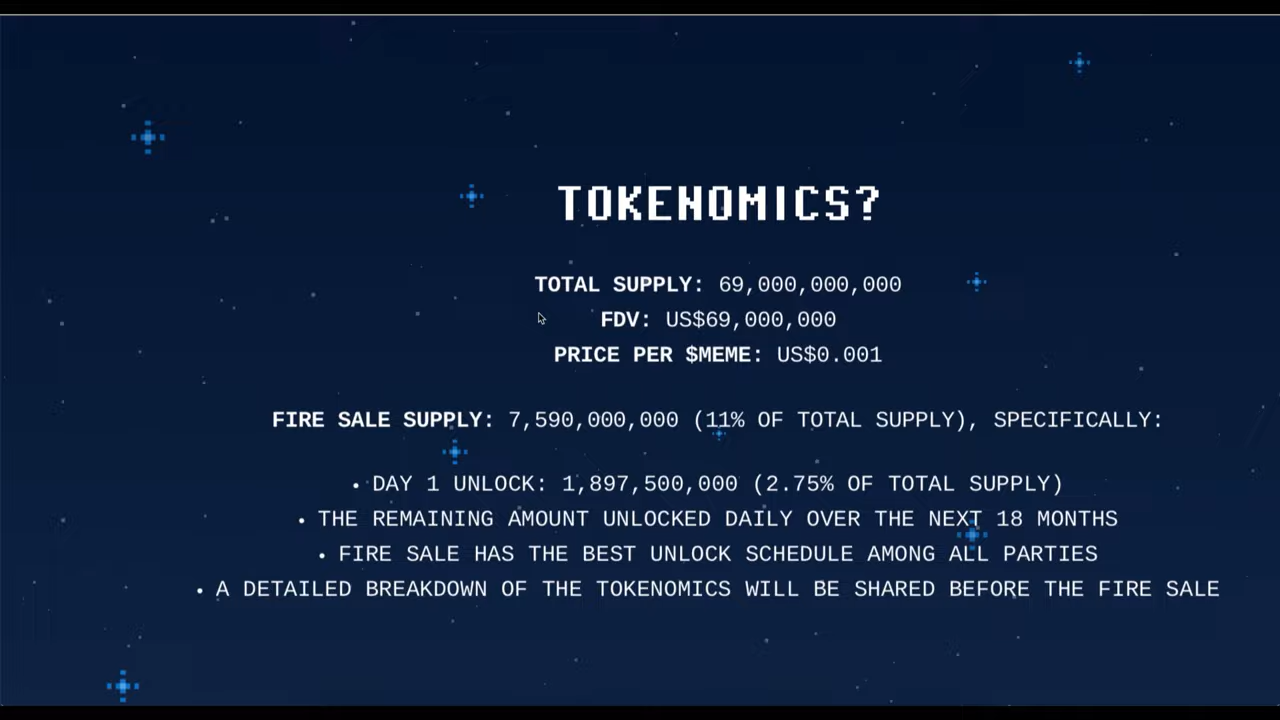 TOKENOMICS?
TOTAL SUPPLY: 69,000,000,000
FDV: US$69,000,000
PRICE PER $MEME: US$0.001
FIRE SALE SUPPLY: 7,590,000,000 (11% OF TOTAL SUPPLY), SPECIFICALLY:
• DAY 1 UNLOCK: 1,897,500,000 (2.75% OF TOTAL SUPPLY)
• THE REMAINING AMOUNT UNLOCKED DAILY OVER THE NEXT 18 MONTHS
• FIRE SALE HAS THE BEST UNLOCK SCHEDULE AMONG ALL PARTIES
• A DETAILED BREAKDOWN OF THE TOKENOMICS WILL BE SHARED BEFORE THE FIRE SALE